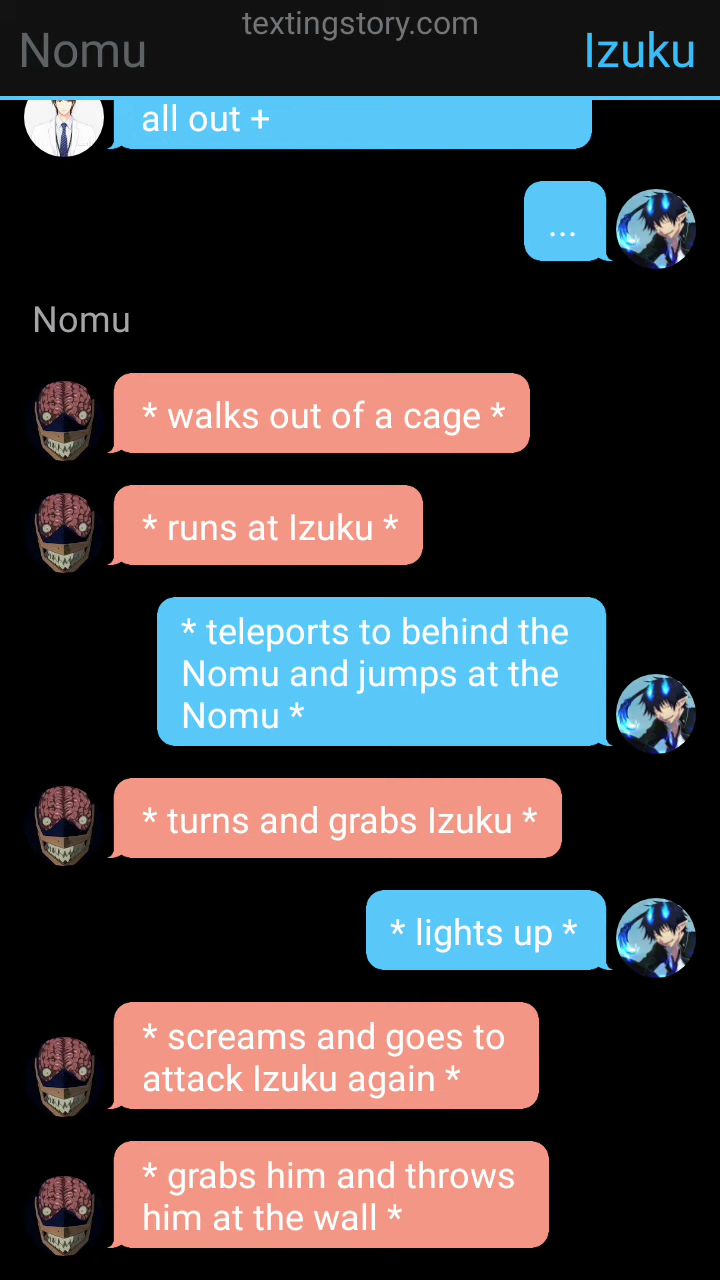 textingstory.com
Nomu
Izuku
all out +
...
Nomu
* walks out of a cage *
* runs at Izuku *
* teleports to behind the
Nomu and jumps at the
Nomu *
* turns and grabs Izuku *
* lights up *
* screams and goes to
attack Izuku again *
* grabs him and throws
him at the wall *